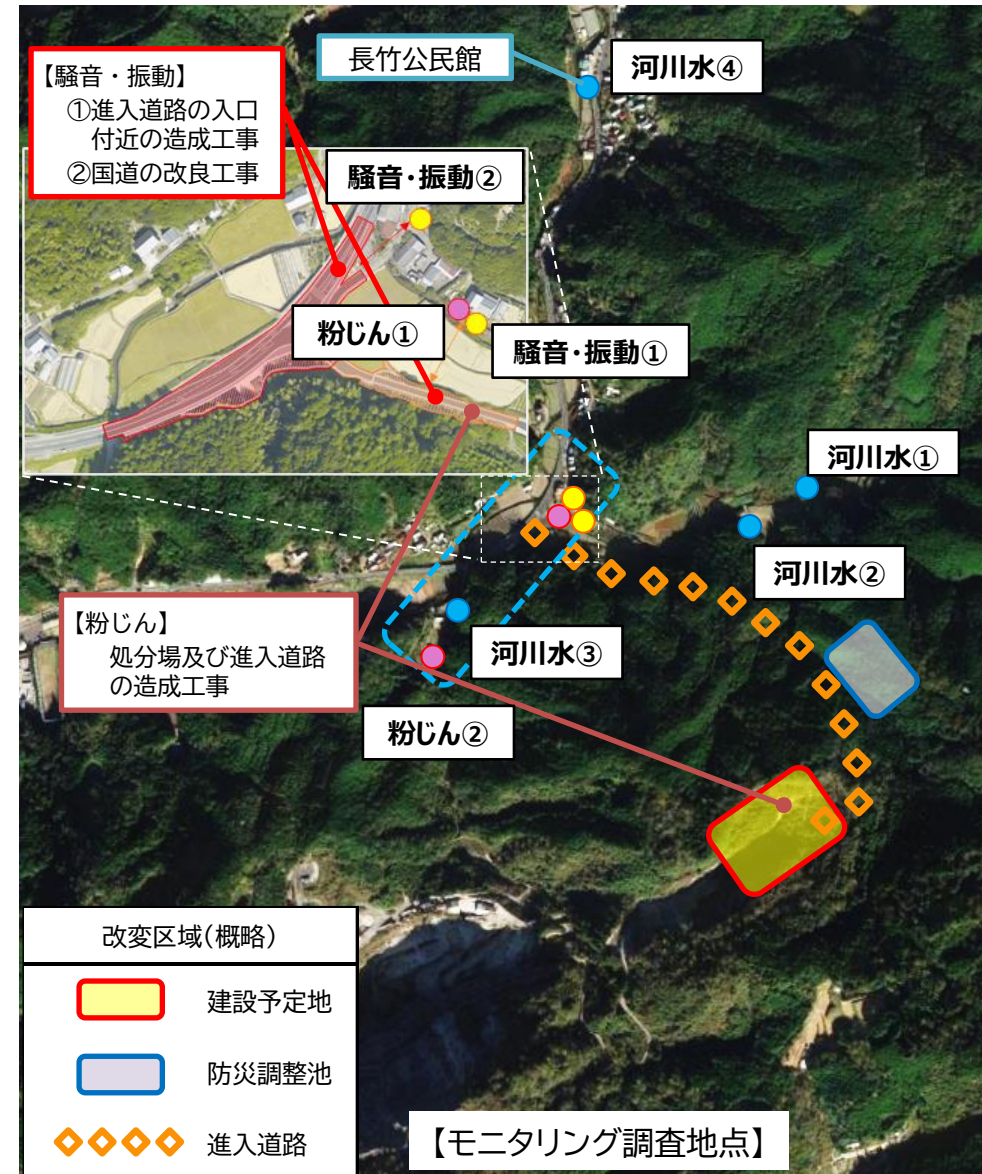 【騒音・振動】
①進入道路の入口
付近の造成工事
②国道の改良工事
長竹公民館
河川水④
騒音・振動②
粉じん①
騒音・振動①
河川水①
河川水②
【粉じん】
処分場及び進入道路
の造成工事
河川水③
粉じん②
改変区域(概略)
建設予定地
防災調整池
進入道路
【モニタリング調査地点】